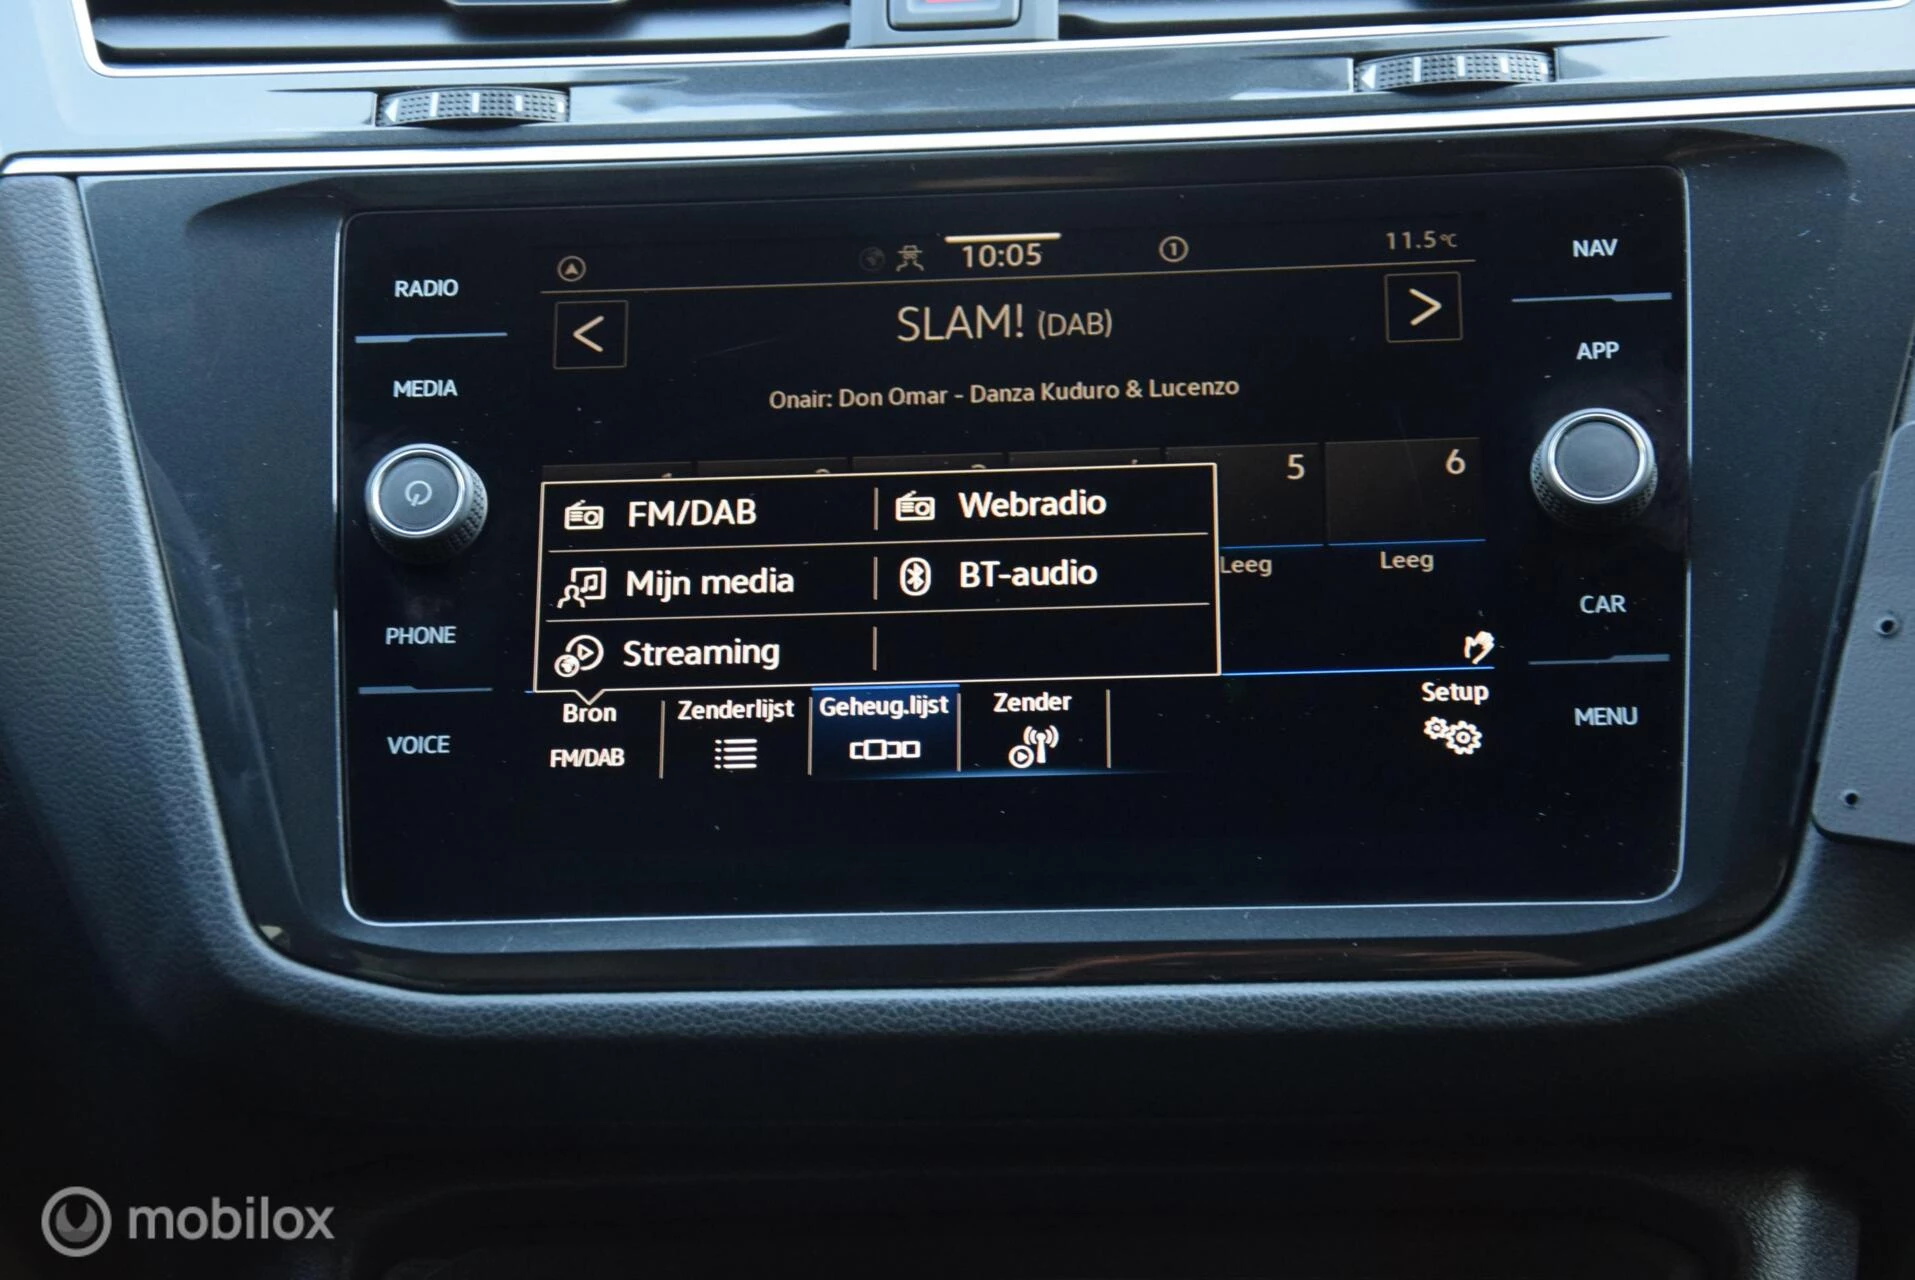 RADIO
MEDIA
PHONE
VOICE
10:05
1
11.5°C
<
SLAM! (DAB)
>
Onair: Don Omar - Danza Kuduro & Lucenzo
5
6
FM/DAB
Webradio
Mijn media
BT-audio
Streaming
Leeg
Leeg
Bron
FM/DAB
Zenderlijst
Geheug.lijst
Zender
Setup
NAV
APP
CAR
MENU
mobilox